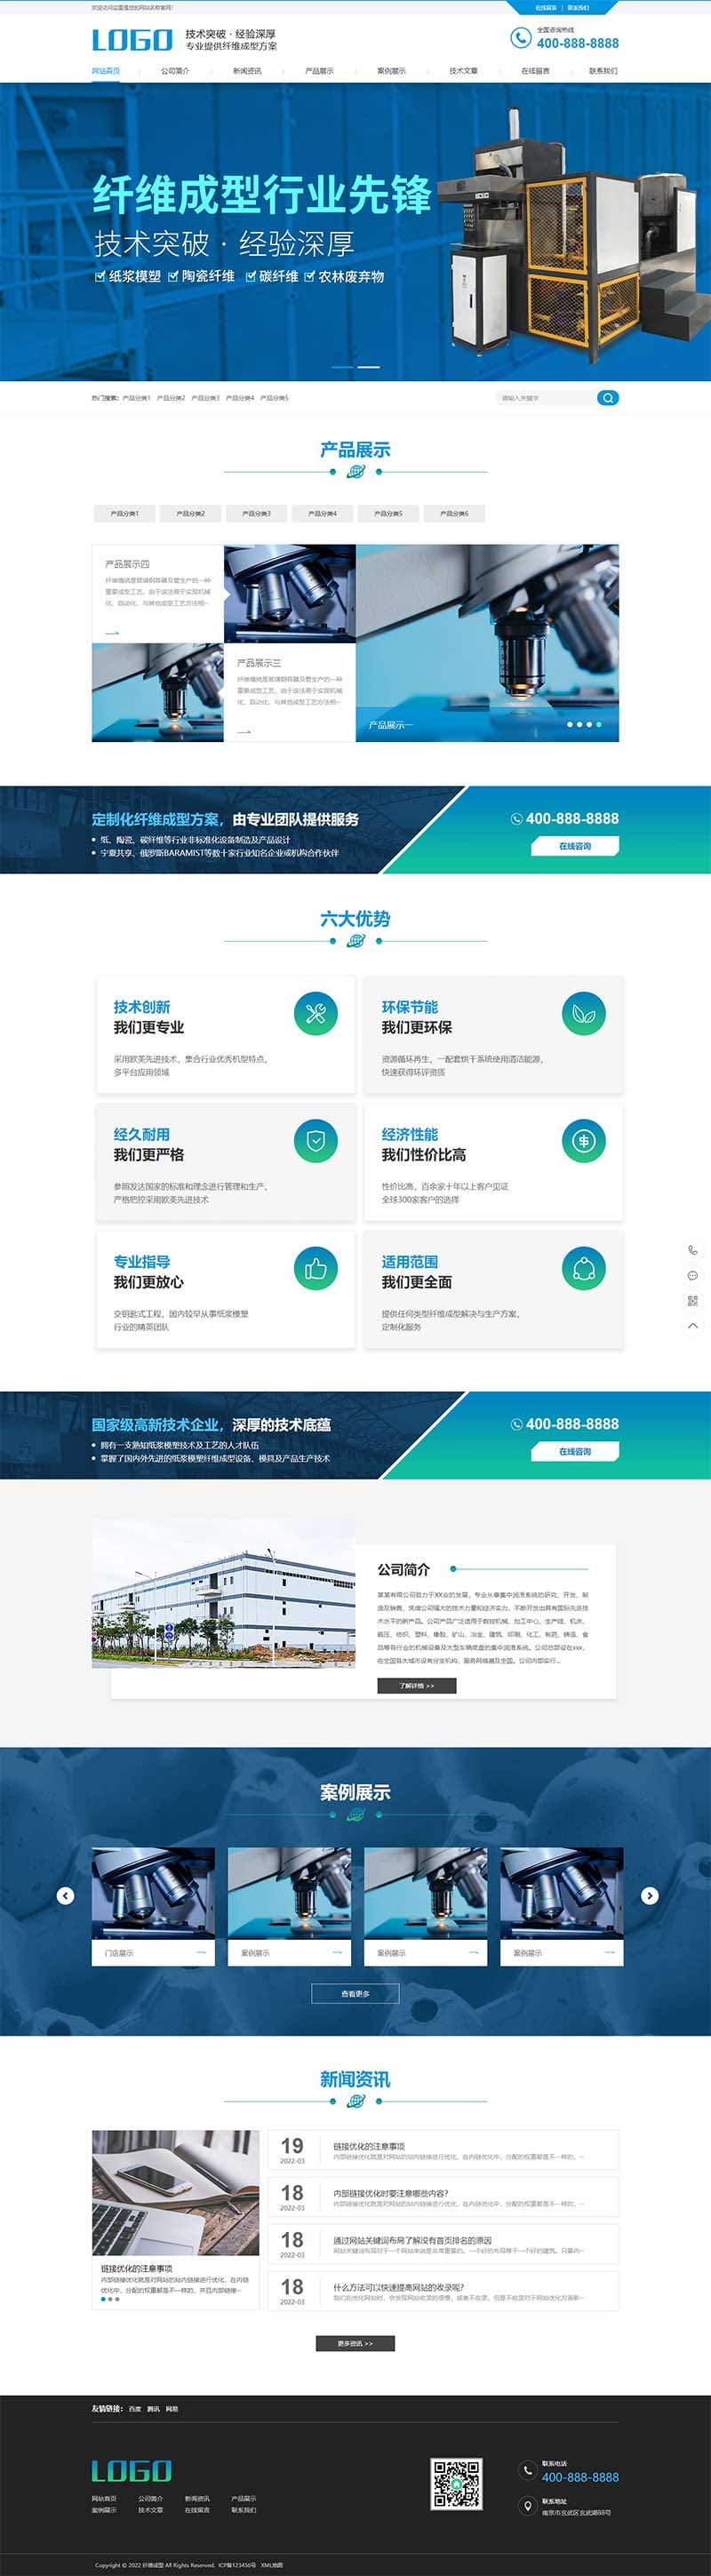 欢迎访问这里是您的网站名称官网!
在线留言 | 联系我们
LOGO
技术突破 · 经验深厚
专业提供纤维成型方案
全国咨询热线
400-888-8888
网站首页 公司简介 新闻资讯 产品展示 案例展示 技术文章 在线留言 联系我们
纤维成型行业先锋
技术突破 · 经验深厚
纸浆模塑 陶瓷纤维 碳纤维 农林废弃物
热门搜索: 产品分类1 产品分类2 产品分类3 产品分类4 产品分类5
请输入关键字
产品展示
产品分类1 产品分类2 产品分类3 产品分类4 产品分类5 产品分类6
产品展示四
纤维缠绕是玻璃钢容器及管生产的一种
重要成型工艺。由于该法易于实现机械
化、自动化，与其他成型工艺方法相···
产品展示三
纤维缠绕是玻璃钢容器及管生产的一种
重要成型工艺。由于该法易于实现机械
化、自动化，与其他成型工艺方法相···
产品展示一
定制化纤维成型方案，由专业团队提供服务
纸、陶瓷、碳纤维等行业非标准化设备制造及产品设计
宁夏共享、俄罗斯BARAMIST等数十家行业知名企业或机构合作伙伴
400-888-8888
在线咨询
六大优势
技术创新
我们更专业
采用欧美先进技术，集合行业优秀机型特点，
多平台应用领域
环保节能
我们更环保
资源循环再生，一配套烘干系统使用清洁能源，
快速获得环评资质
经久耐用
我们更严格
参照发达国家的标准和理念进行管理和生产，
严格把控采用欧美先进技术
经济性能
我们性价比高
性价比高，百余家十年以上客户见证
全球300家客户的选择
专业指导
我们更放心
交钥匙式工程，国内较早从事纸浆模塑
行业的精英团队
适用范围
我们更全面
提供任何类型纤维成型解决与生产方案，
定制化服务
国家级高新技术企业，深厚的技术底蕴
拥有一支熟知纸浆模塑技术及工艺的人才队伍
掌握了国内外先进的纸浆模塑纤维成型设备、模具及产品生产技术
400-888-8888
在线咨询
公司简介
某某有限公司致力于XX业的发展，专业从事集中润滑系统的研究、开发、制
造及销售，凭借公司强大的技术力量和经济实力，不断开发出具有国际先进技
术水平的新产品。公司产品广泛适用于数控机械、加工中心、生产线、机床、
锻压、纺织、塑料、橡胶、矿山、冶金、建筑、印刷、化工、制药、铸造、食
品等各行业的机械设备及大型车辆底盘的集中润滑系统。公司总部设在xxx，
在全国各大城市设有分支机构，服务网络遍及全国。公司内部实行...
了解详情 >>
案例展示
门店展示
案例展示
案例展示
案例展示
查看更多
新闻资讯
链接优化的注意事项
内部链接优化就是对网站的站内链接进行优化，在内链
优化中，分配的权重都是不一样的，并且内部链接···
19
2022-03
链接优化的注意事项
内部链接优化就是对网站的站内链接进行优化，在内链优化中，分配的权重都是不一样的，···
18
2022-03
内部链接优化时要注意哪些内容?
内部链接优化就是对网站的站内链接进行优化，在内链优化中，分配的权重都是不一样的，···
18
2022-03
通过网站关键词布局了解没有首页排名的原因
网站关键词布局对于一个网站来说是非常重要的。一个好的布局等于一个好的建筑。只要内···
18
2022-03
什么方法可以快速提高网站的收录呢?
我们在优化网站时，会发现网站收录的很慢，或者不收录，但是不收录对于网站优化方面影···
更多资讯 >>
友情链接: 百度 腾讯 网易
LOGO
网站首页 公司简介 新闻资讯 产品展示
案例展示 技术文章 在线留言 联系我们
联系电话
400-888-8888
联系地址
南京市玄武区玄武湖88号
Copyright © 2022 纤维成型 All Rights Reserved. ICP备123456号 XML地图